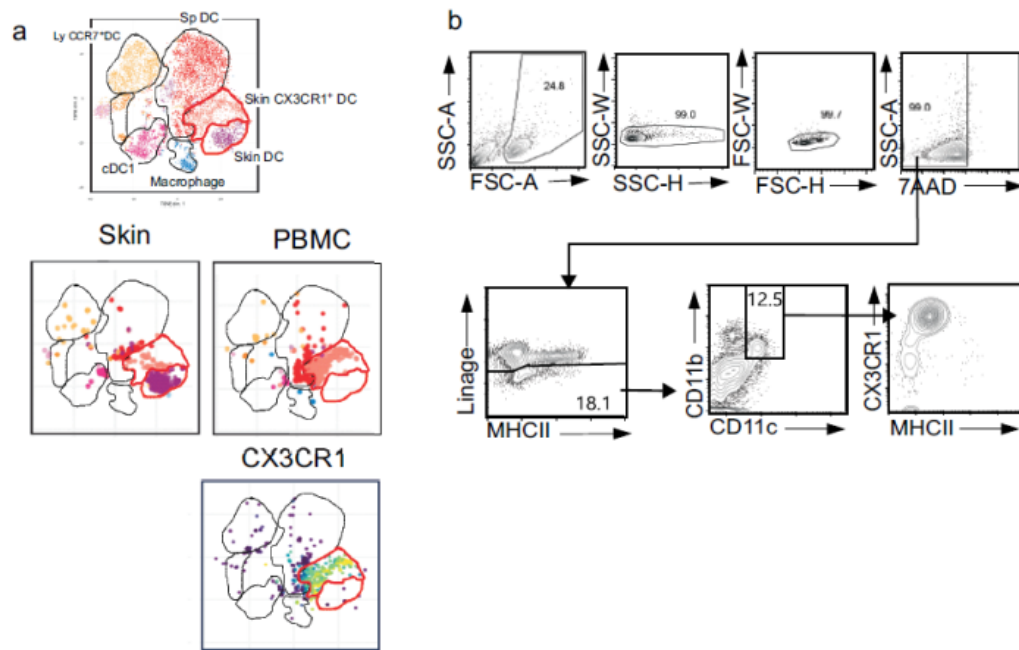 a
Sp DC
Ly CCR7⁺DC
Skin CX3CR1⁺ DC
Skin DC
cDC1
Macrophage
Skin
PBMC
CX3CR1
b
SSC-A
24.8
FSC-A
SSC-W
99.0
SSC-H
FSC-W
99.7
FSC-H
SSC-A
99.0
7AAD
Linage
18.1
MHCII
CD11b
12.5
CD11c
CX3CR1
MHCII